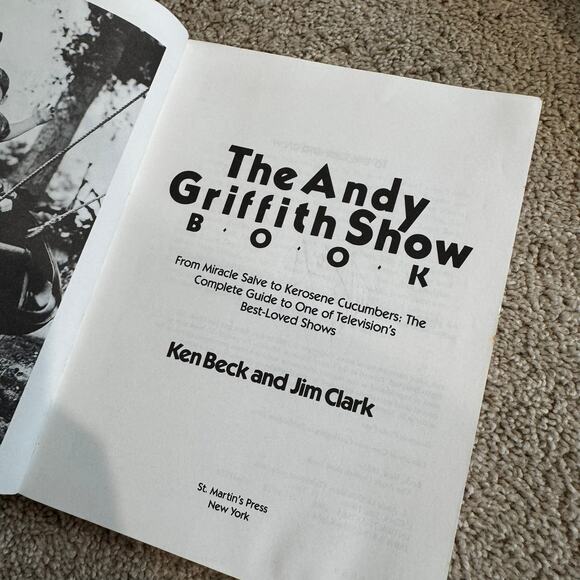 The Andy
Griffith Show
B·O·O·K
From Miracle Salve to Kerosene Cucumbers: The
Complete Guide to One of Television's
Best-Loved Shows
Ken Beck and Jim Clark
St. Martin's Press
New York